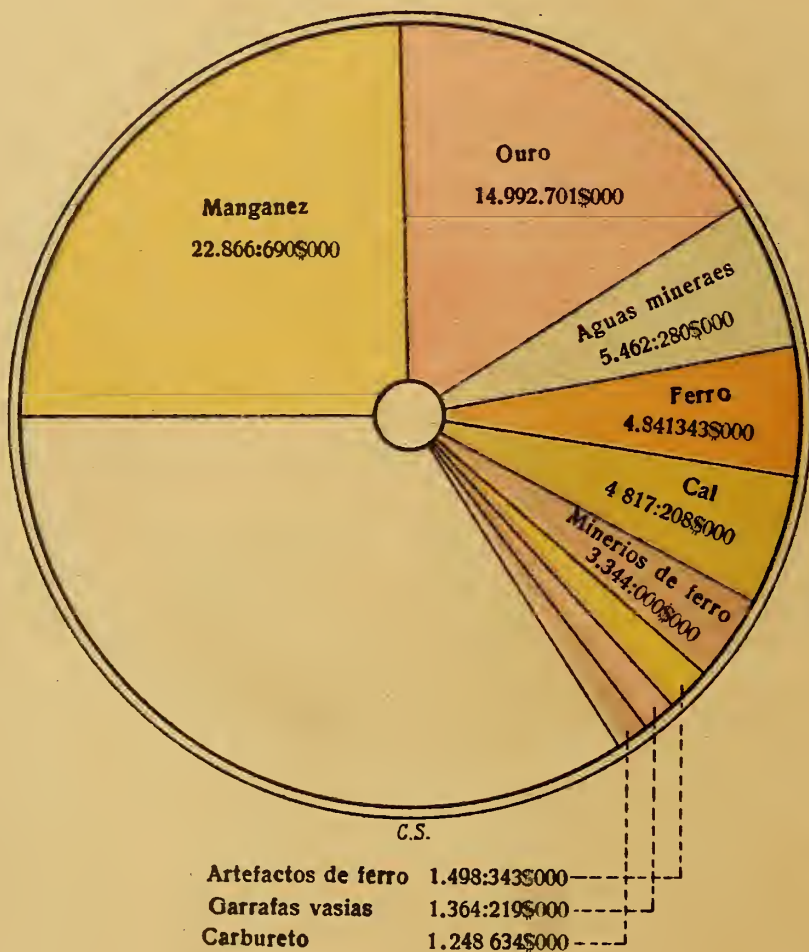 Manganez
22.866:690$000
Ouro
14.992.701$000
Aguas mineraes
5.462:280$000
Ferro
4.841343$000
Cal
4 817:208$000
Minerios de ferro
3.344:000$000
C.S.
Artefactos de ferro 1.498:343$000
Garrafas vasias 1.364:219$000
Carbureto 1.248 634$000